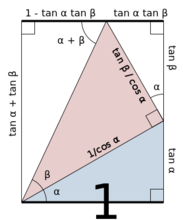 1 - tan α tan β
tan α tan β
α + β
tan β / cos α
α
tan β
tan α + tan β
1/cos α
tan α
β
α
1